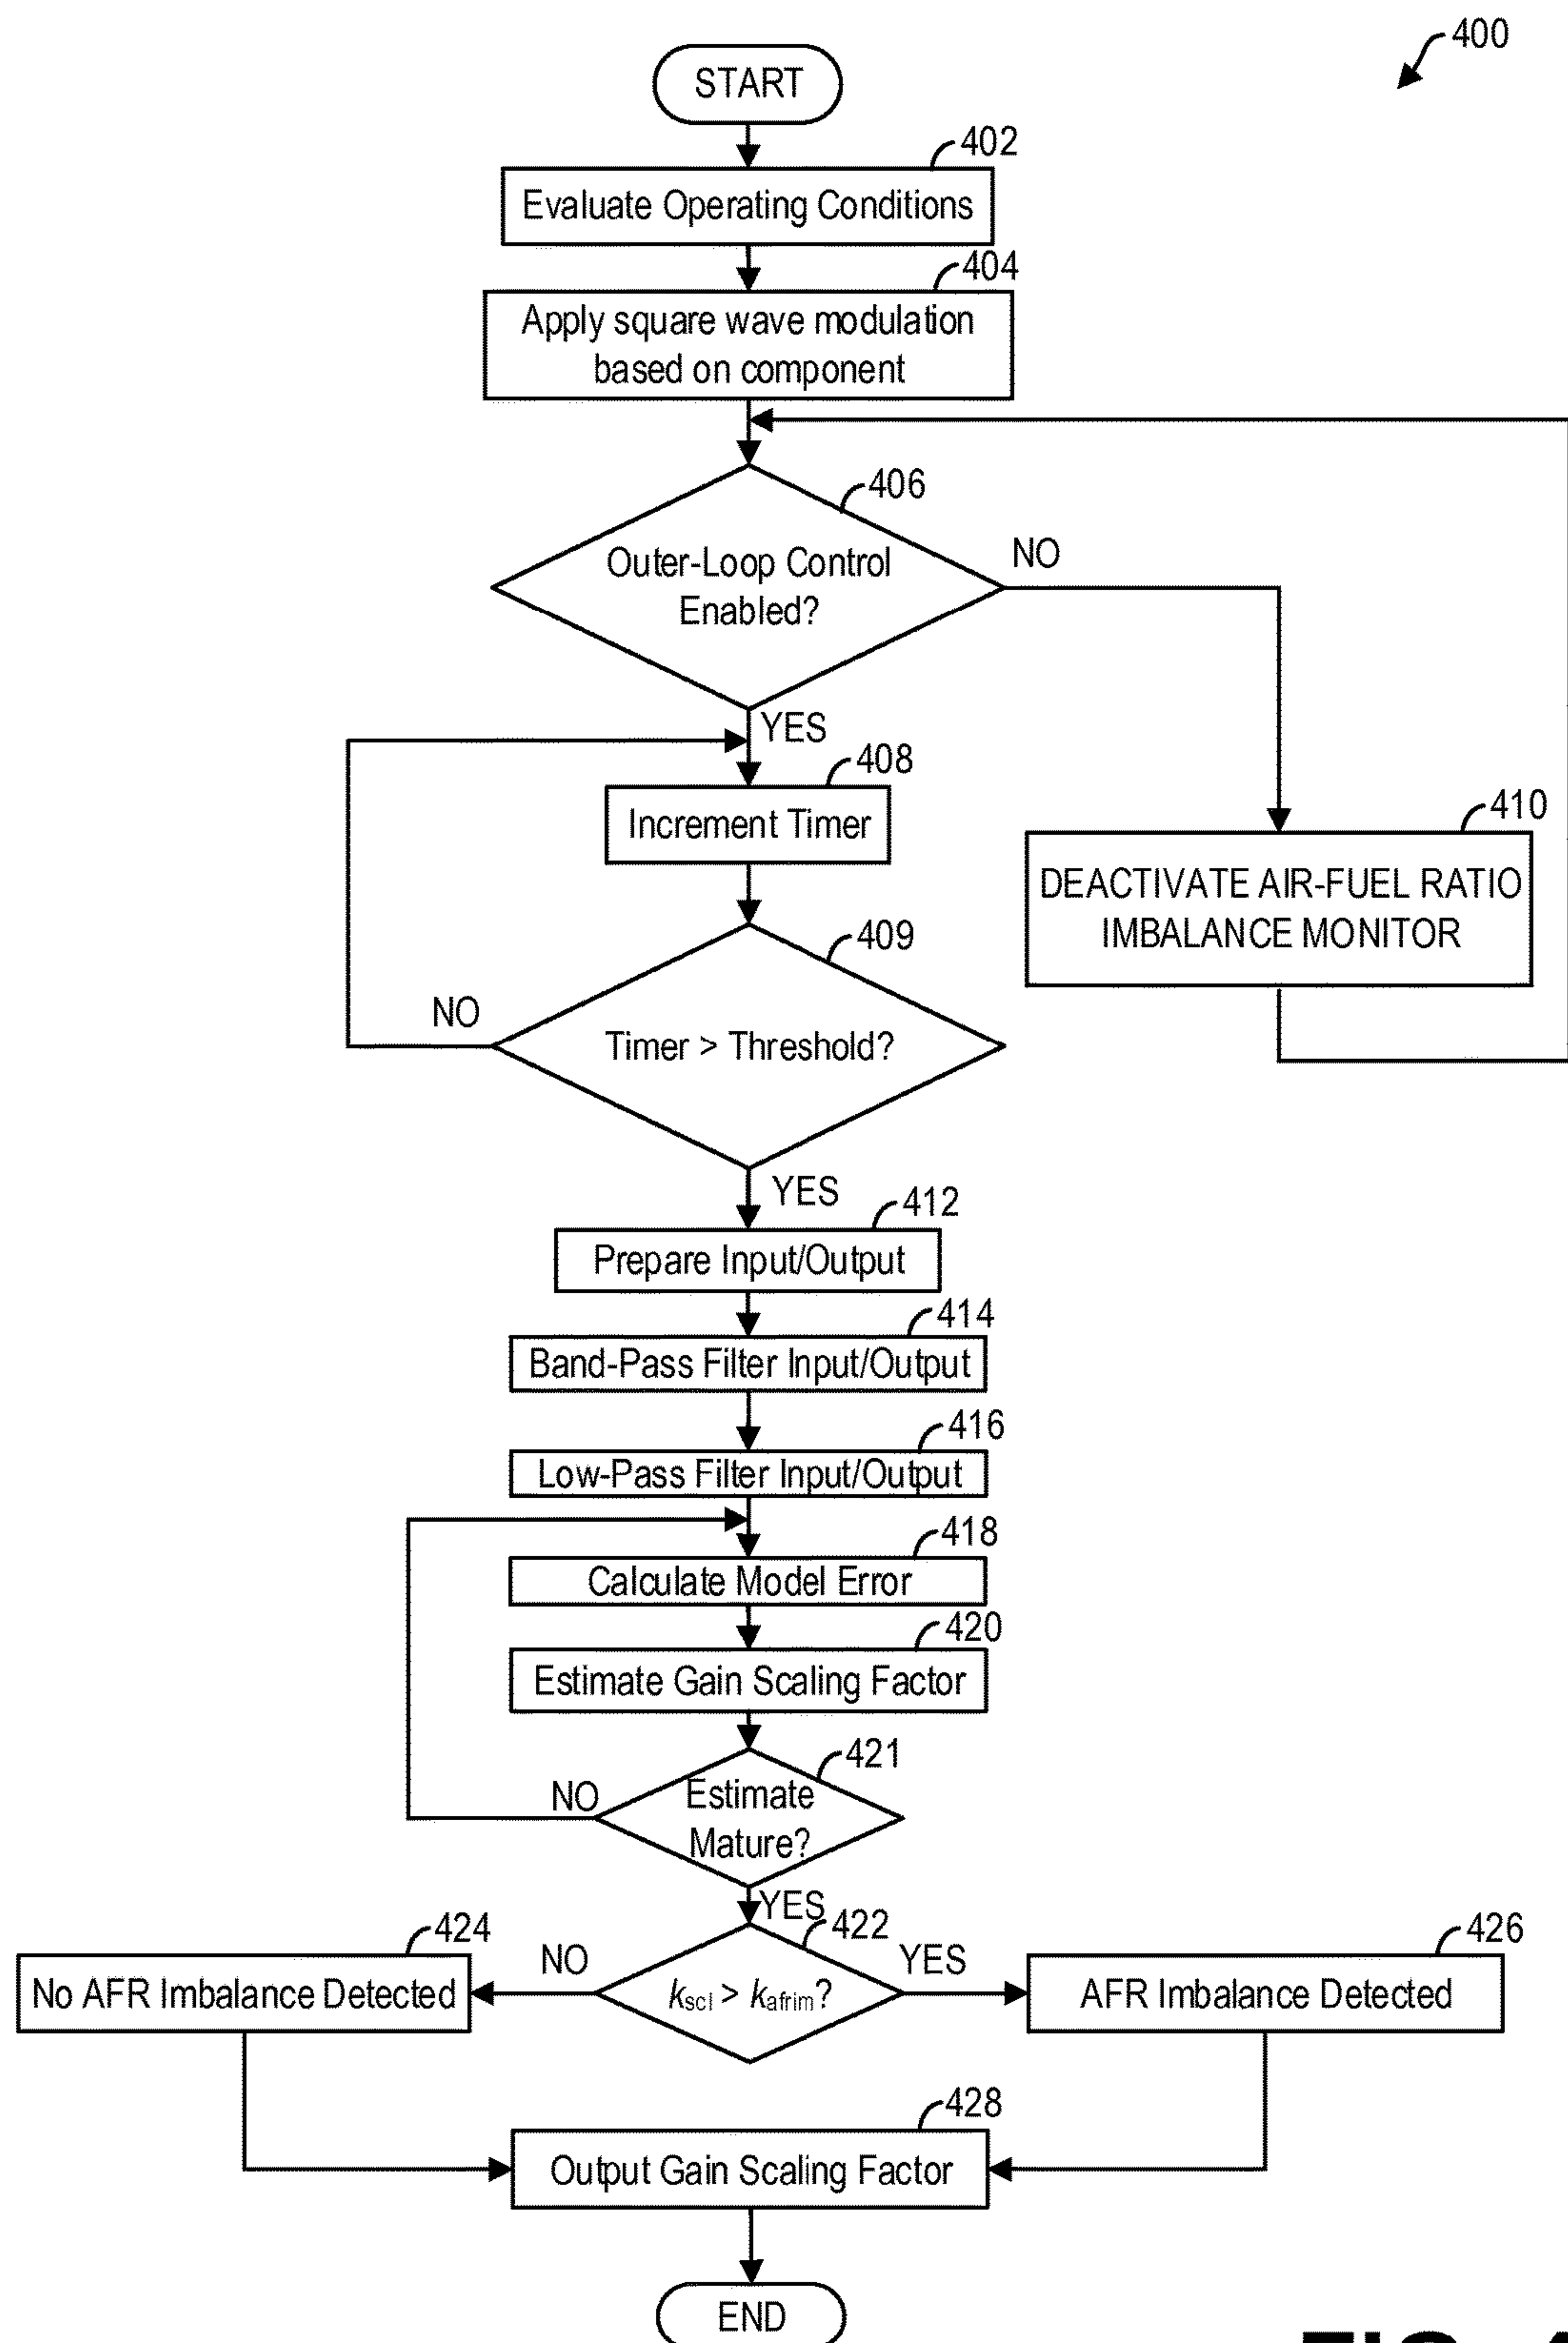 400
START
402
Evaluate Operating Conditions
404
Apply square wave modulation
based on component
406
Outer-Loop Control
Enabled?
NO
YES
408
Increment Timer
410
DEACTIVATE AIR-FUEL RATIO
IMBALANCE MONITOR
409
Timer > Threshold?
NO
YES
412
Prepare Input/Output
414
Band-Pass Filter Input/Output
416
Low-Pass Filter Input/Output
418
Calculate Model Error
420
Estimate Gain Scaling Factor
421
Estimate
Mature?
NO
YES
422
kscl > kafrim?
NO
YES
424
No AFR Imbalance Detected
426
AFR Imbalance Detected
428
Output Gain Scaling Factor
END